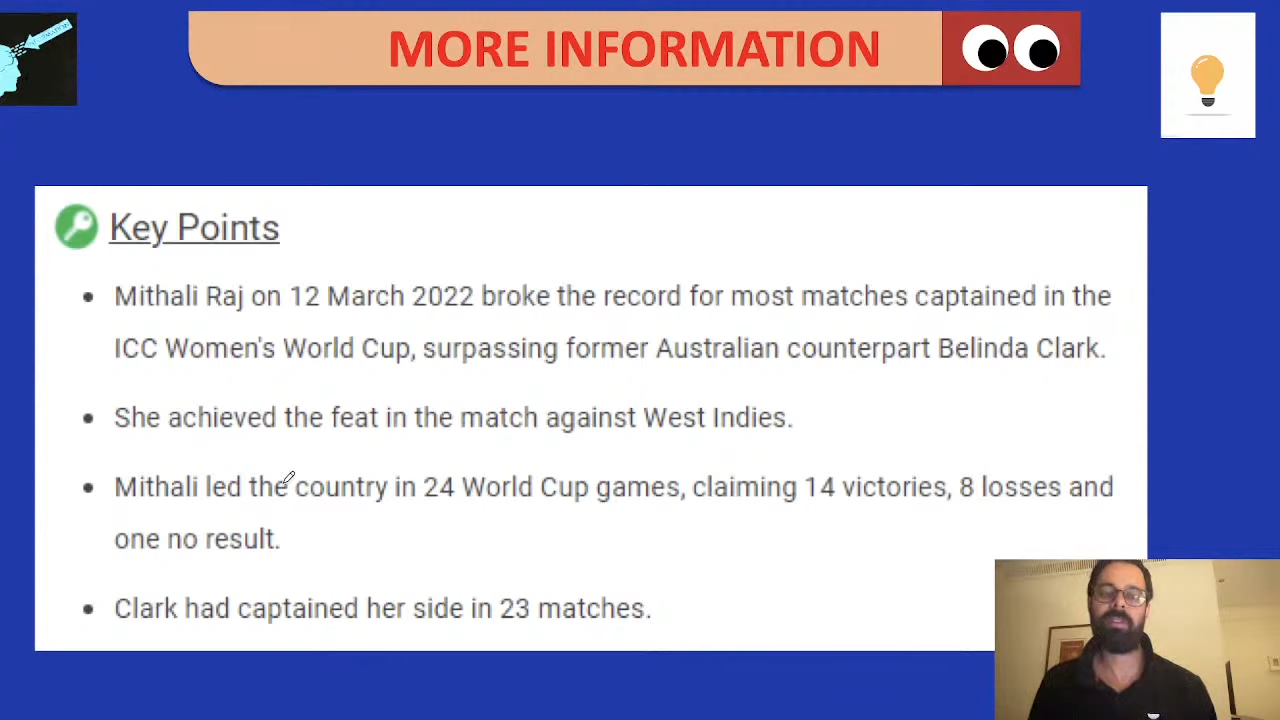 MORE INFORMATION
Key Points
Mithali Raj on 12 March 2022 broke the record for most matches captained in the
ICC Women's World Cup, surpassing former Australian counterpart Belinda Clark.
She achieved the feat in the match against West Indies.
Mithali led the country in 24 World Cup games, claiming 14 victories, 8 losses and
one no result.
Clark had captained her side in 23 matches.